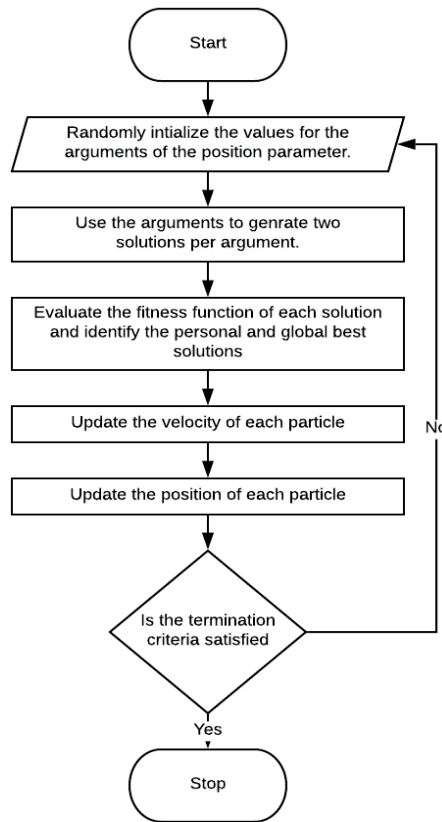 Start
Randomly intialize the values for the
arguments of the position parameter.
Use the arguments to genrate two
solutions per argument.
Evaluate the fitness function of each solution
and identify the personal and global best
solutions
Update the velocity of each particle
No
Update the position of each particle
Is the termination
criteria satisfied
Yes
Stop